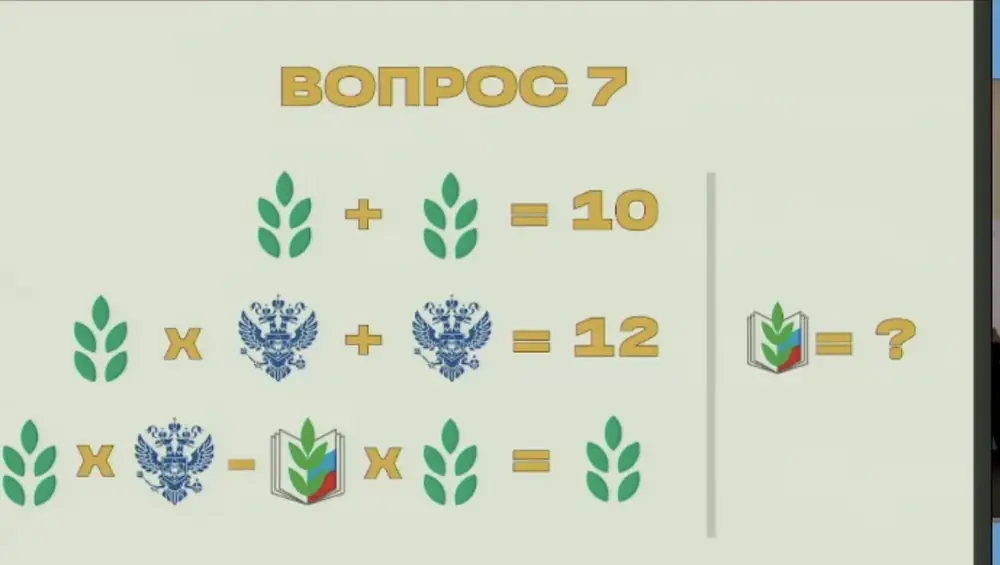 ВОПРОС 7
+ = 10
х + = 12
= ?
х - х =